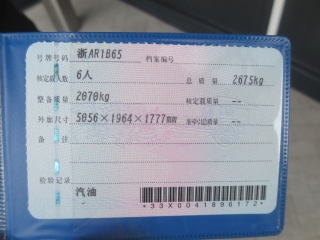 号牌号码 浙AR1B65 档案编号
核定载人数 6人 总质量 2675kg
整备质量 2070kg 核定载质量 --
外廓尺寸 5056×1964×1777mm 准牵引总质量 --
备注
检验记录
汽油
*33X0041896172*